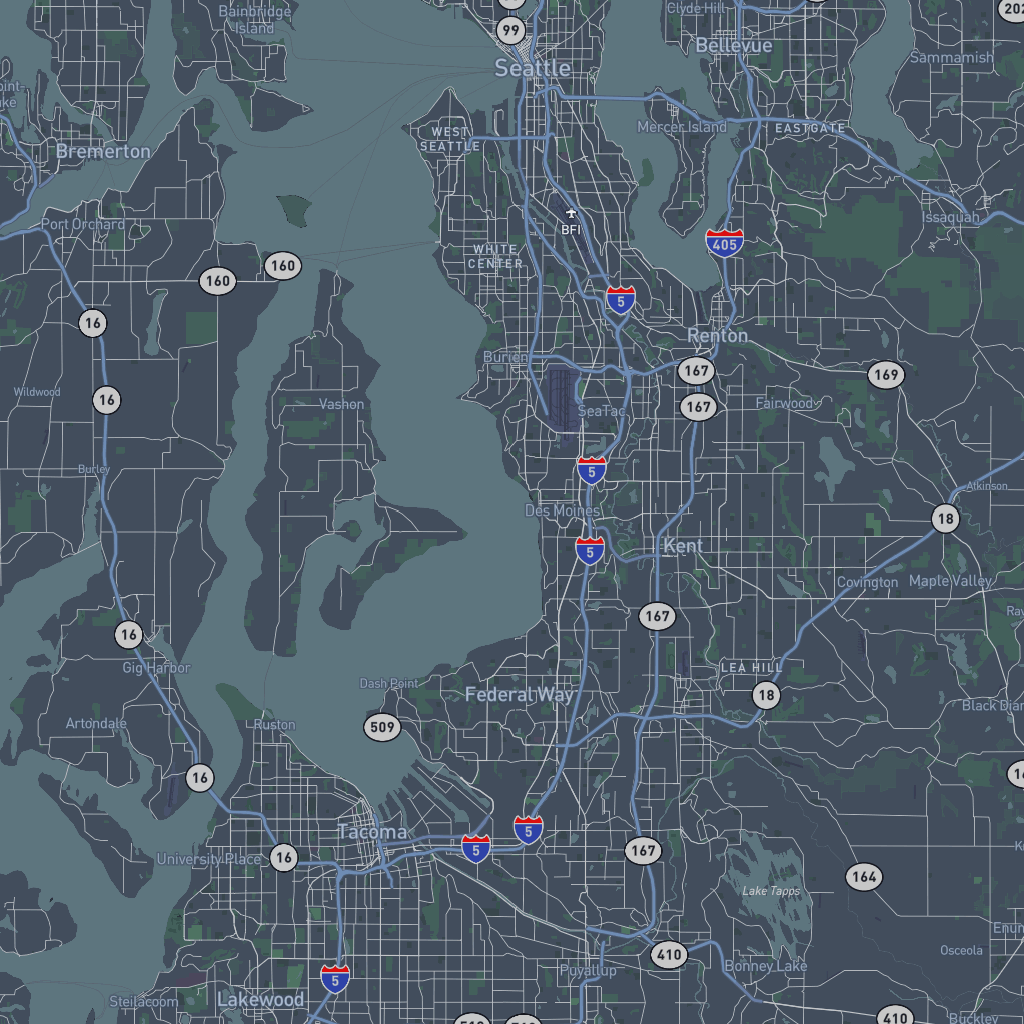 Bainbridge
Island
99
Clyde Hill
202
Bellevue
Seattle
Sammamish
WEST
SEATTLE
Mercer Island
EASTGATE
Bremerton
Port Orchard
BFI
Issaquah
WHITE
CENTER
405
160
160
5
16
Renton
Burien
167
169
Wildwood
16
Vashon
SeaTac
167
Fairwood
Burley
5
Atkinson
Des Moines
18
5
Kent
Covington
Maple Valley
167
16
Gig Harbor
LEA HILL
Dash Point
Federal Way
18
Artondale
Ruston
509
Black Diam
16
Tacoma
5
5
University Place
16
167
164
Lake Tapps
Enum
Osceola
410
Puyallup
Bonney Lake
5
Steilacoom
Lakewood
410
Buckley